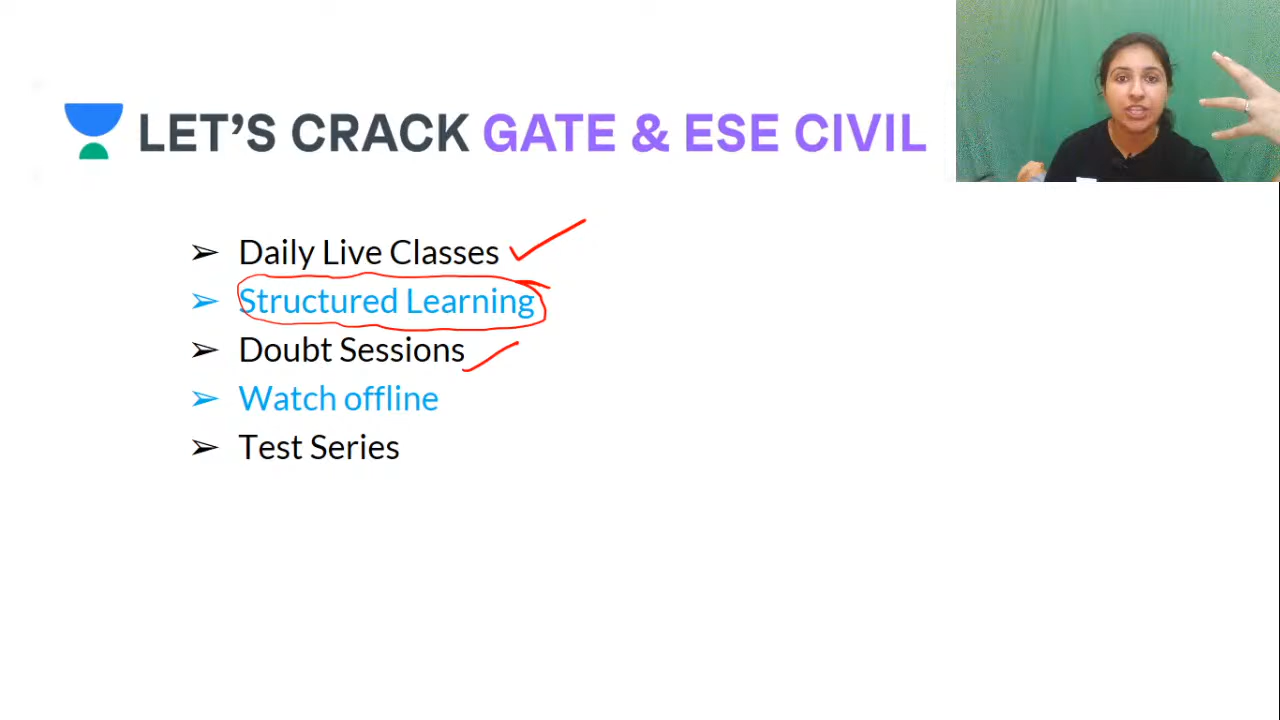 LET'S CRACK GATE & ESE CIVIL
➢ Daily Live Classes
➢ Structured Learning
➢ Doubt Sessions
➢ Watch offline
➢ Test Series